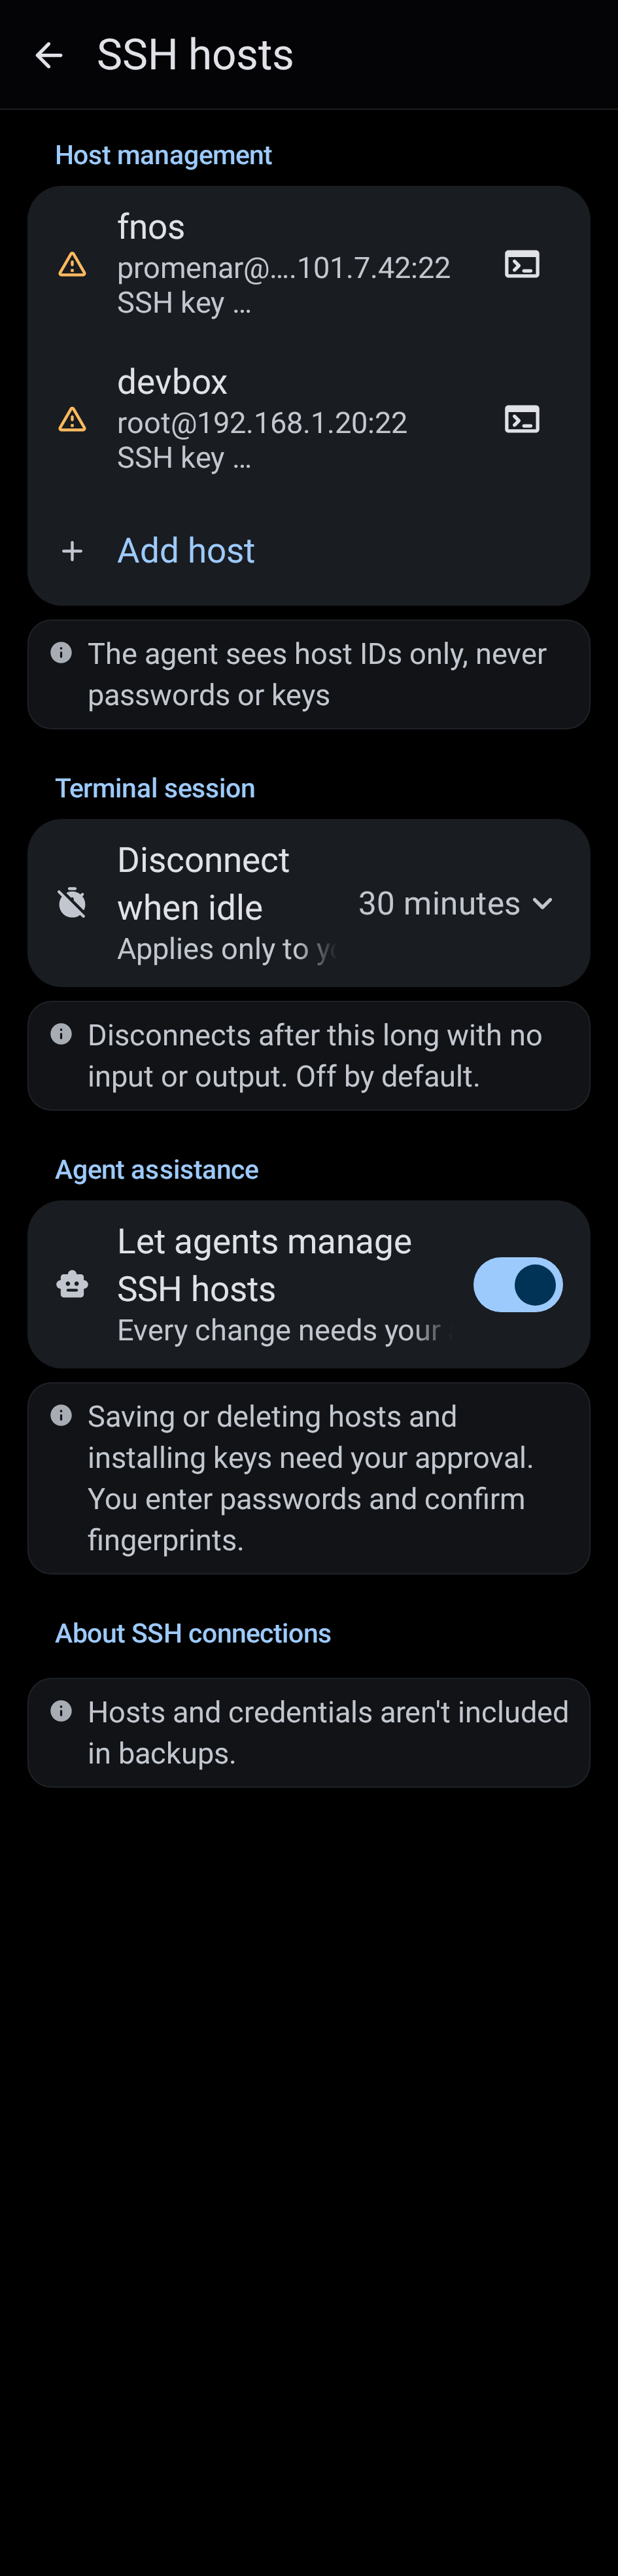 SSH hosts
Host management
fnos
promenar@....101.7.42:22
SSH key ...
devbox
root@192.168.1.20:22
SSH key ...
Add host
The agent sees host IDs only, never
passwords or keys
Terminal session
Disconnect
when idle
30 minutes
Applies only to
Disconnects after this long with no
input or output. Off by default.
Agent assistance
Let agents manage
SSH hosts
Every change needs your
Saving or deleting hosts and
installing keys need your approval.
You enter passwords and confirm
fingerprints.
About SSH connections
Hosts and credentials aren't included
in backups.